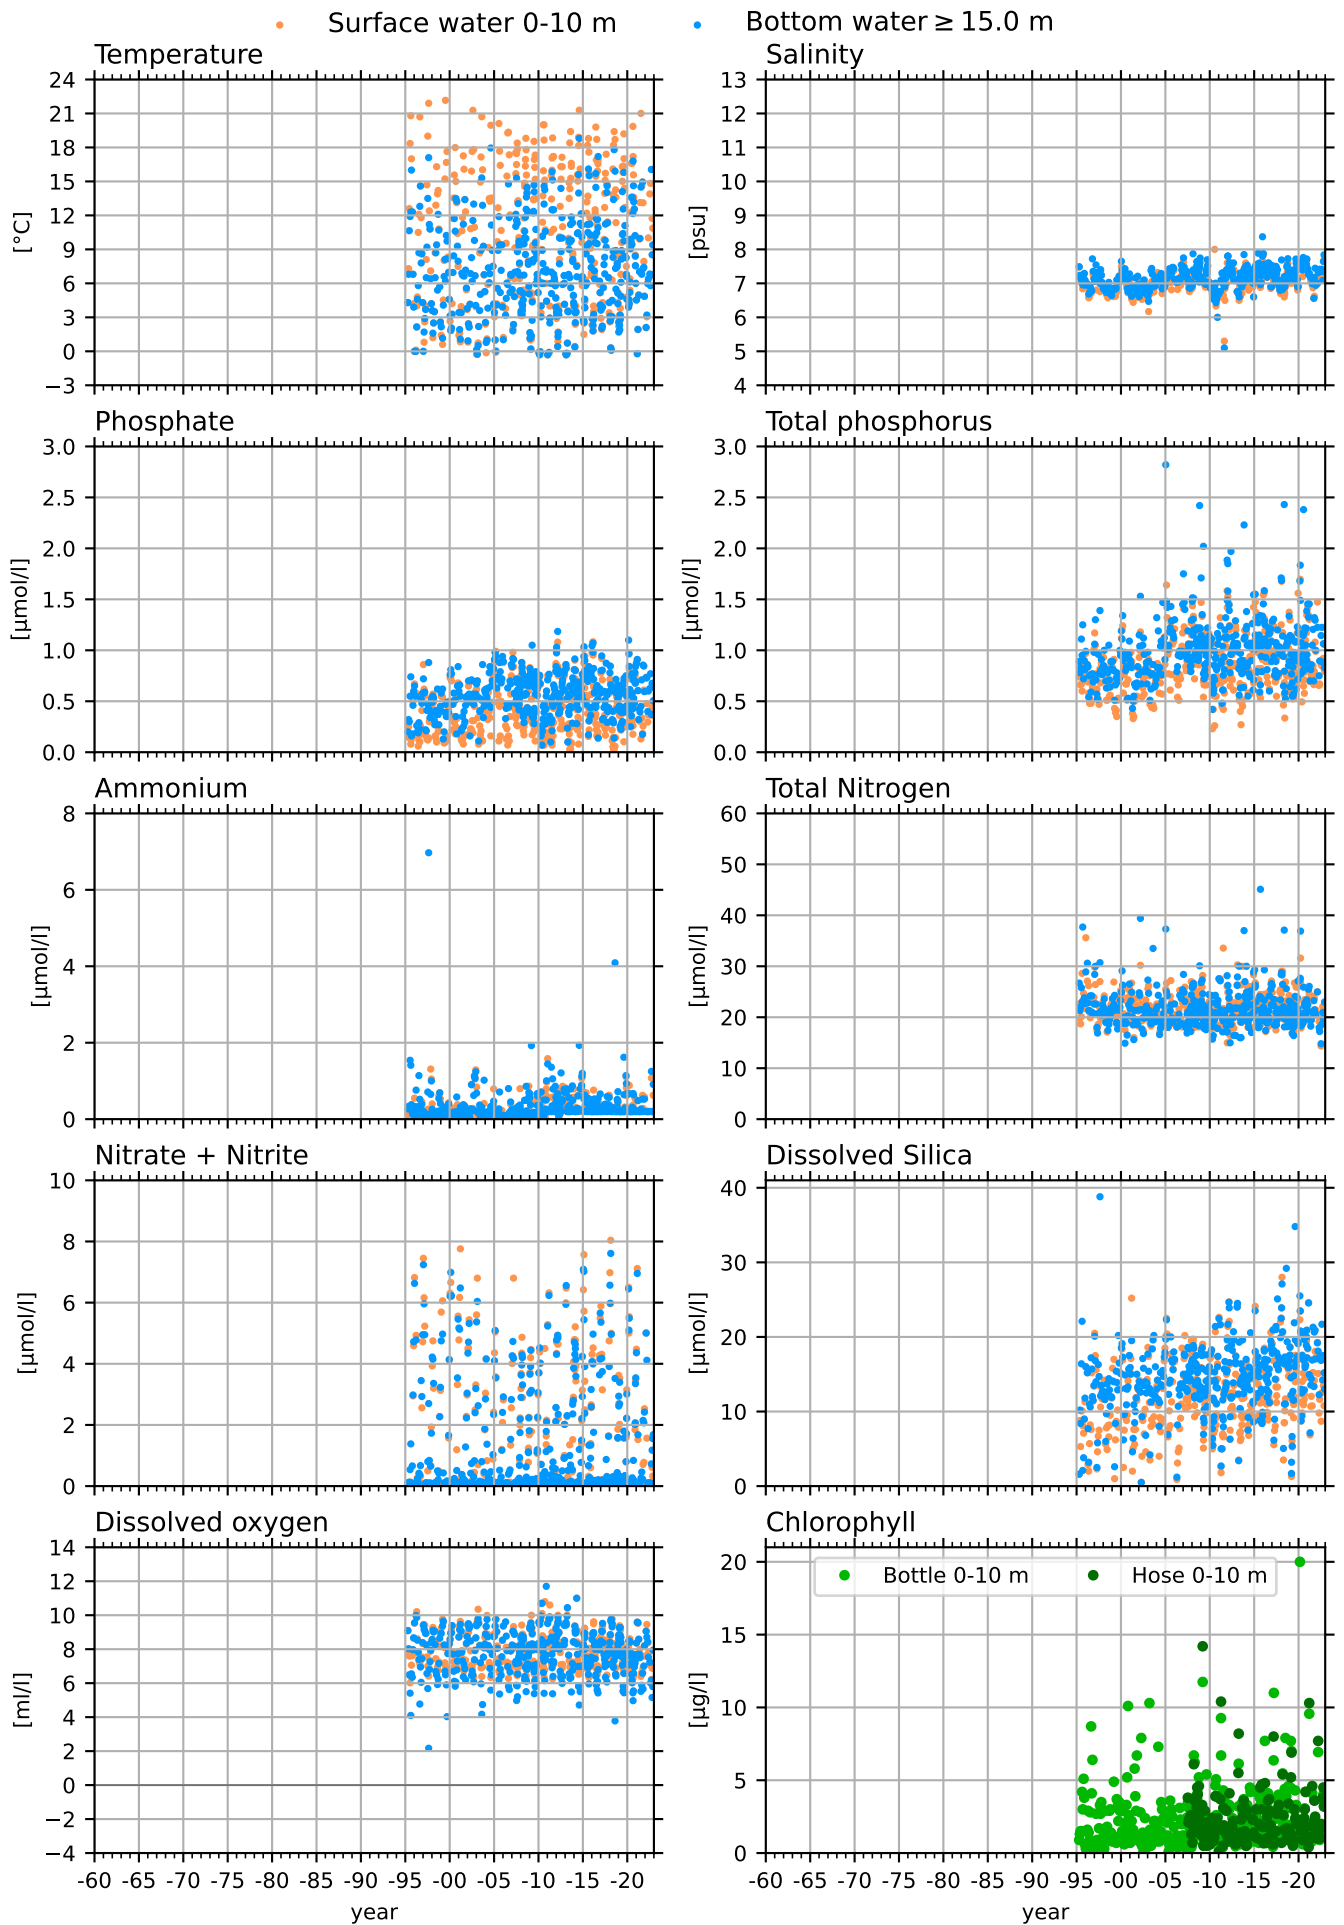 Surface water 0-10 m
Bottom water ≥ 15.0 m
Temperature
Salinity
24
21
18
15
12
9
6
3
0
−3
[°C]
13
12
11
10
9
8
7
6
5
4
[psu]
Phosphate
Total phosphorus
3.0
2.5
2.0
1.5
1.0
0.5
0.0
[µmol/l]
3.0
2.5
2.0
1.5
1.0
0.5
0.0
[µmol/l]
Ammonium
Total Nitrogen
8
6
4
2
0
[µmol/l]
60
50
40
30
20
10
0
[µmol/l]
Nitrate + Nitrite
Dissolved Silica
10
8
6
4
2
0
[µmol/l]
40
30
20
10
0
[µmol/l]
Dissolved oxygen
Chlorophyll
14
12
10
8
6
4
2
0
−2
−4
[ml/l]
20
15
10
5
0
[µg/l]
Bottle 0-10 m
Hose 0-10 m
-60 -65 -70 -75 -80 -85 -90 -95 -00 -05 -10 -15 -20
-60 -65 -70 -75 -80 -85 -90 -95 -00 -05 -10 -15 -20
year
year